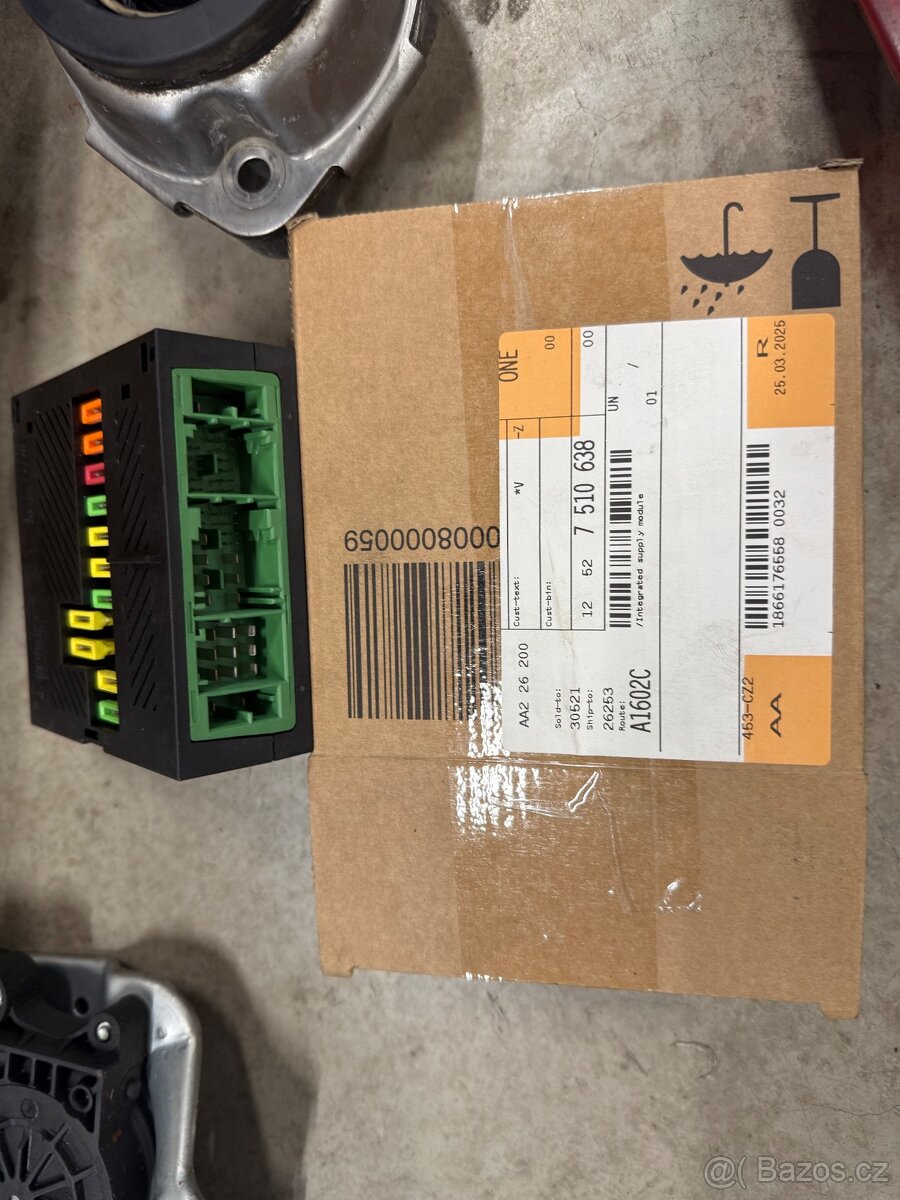 ONE
00
00
-Z
*V
Cust-text:
Cust-bin:
12 52 7 510 638
UN /
01
/Integrated supply module
AA2 26 200
Sold-to:
30521
Ship-to:
26253
Route:
A1602C
R
25.03.2025
1866176558 0032
453-CZ2
AA
0008000059
@( Bazos.cz